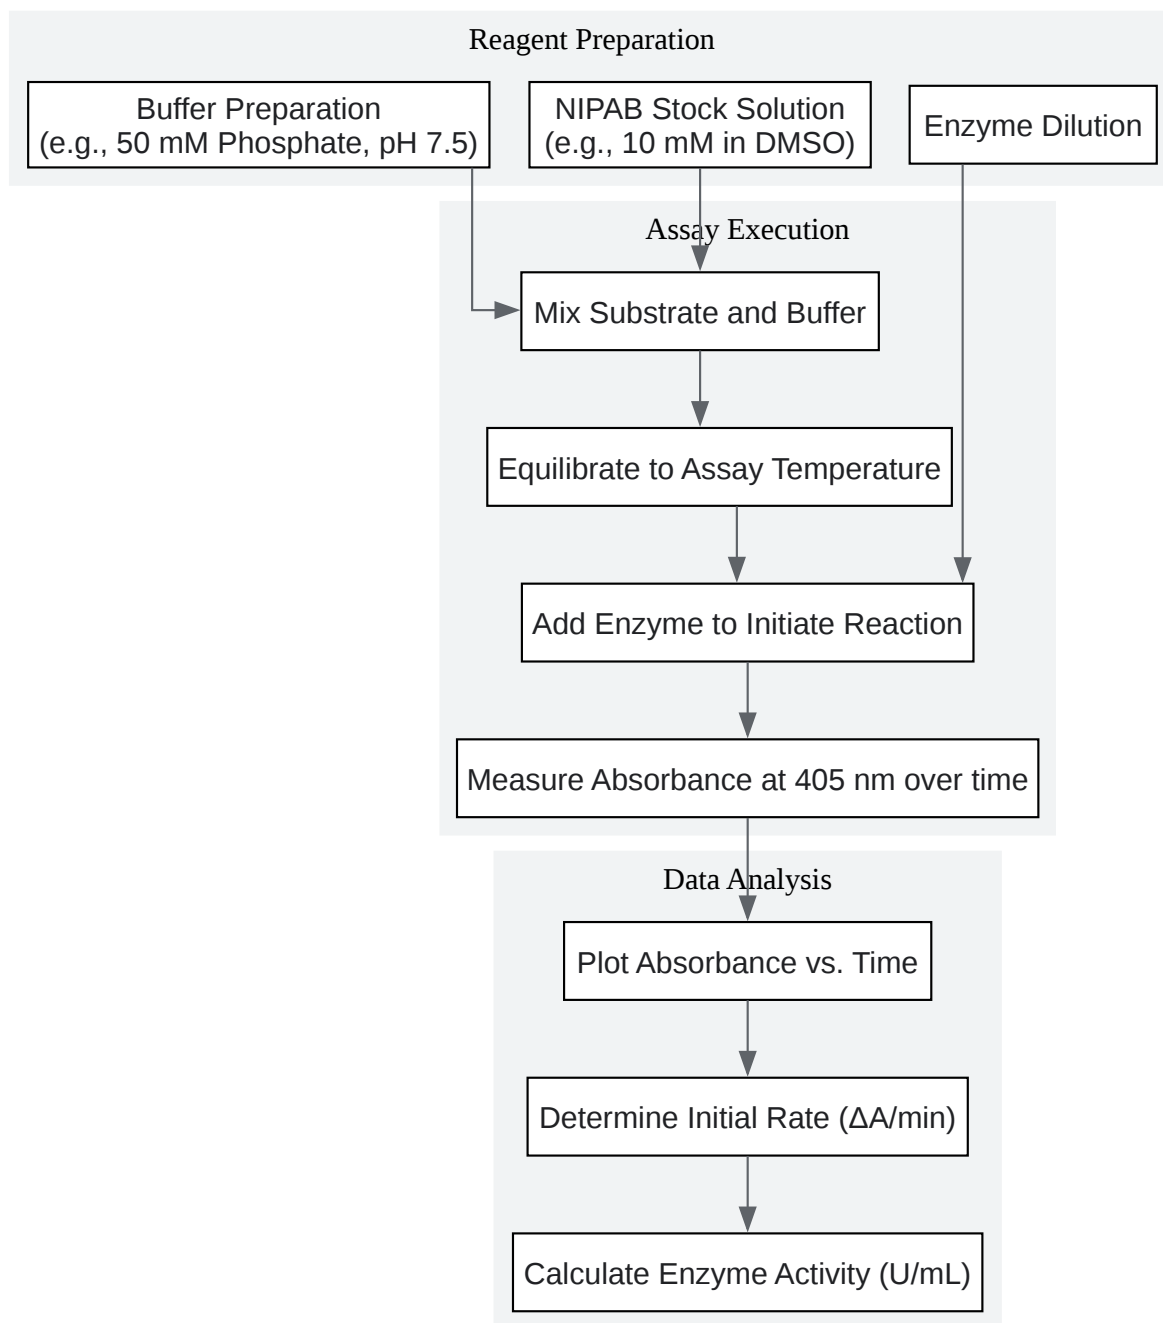 Reagent Preparation
Buffer Preparation
(e.g., 50 mM Phosphate, pH 7.5)
NIPAB Stock Solution
(e.g., 10 mM in DMSO)
Enzyme Dilution
Assay Execution
Mix Substrate and Buffer
Equilibrate to Assay Temperature
Add Enzyme to Initiate Reaction
Measure Absorbance at 405 nm over time
Data Analysis
Plot Absorbance vs. Time
Determine Initial Rate (ΔA/min)
Calculate Enzyme Activity (U/mL)